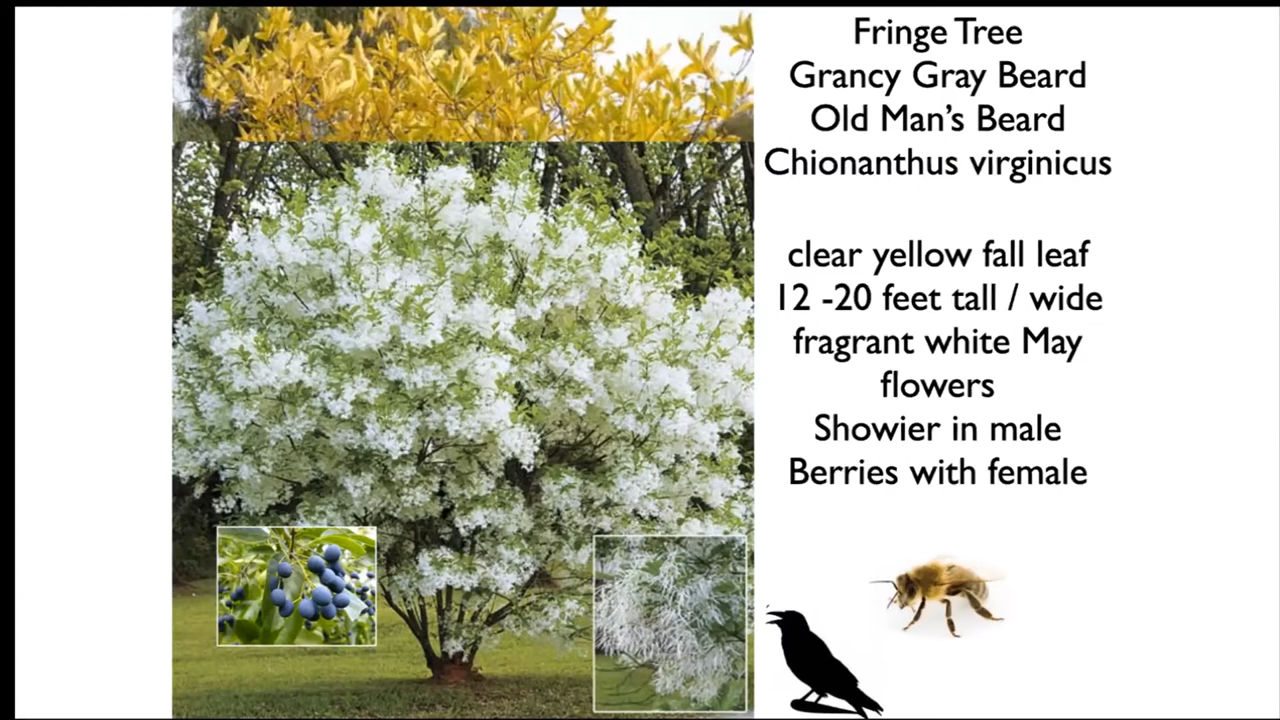 Fringe Tree
Grancy Gray Beard
Old Man’s Beard
Chionanthus virginicus
clear yellow fall leaf
12 -20 feet tall / wide
fragrant white May
flowers
Showier in male
Berries with female